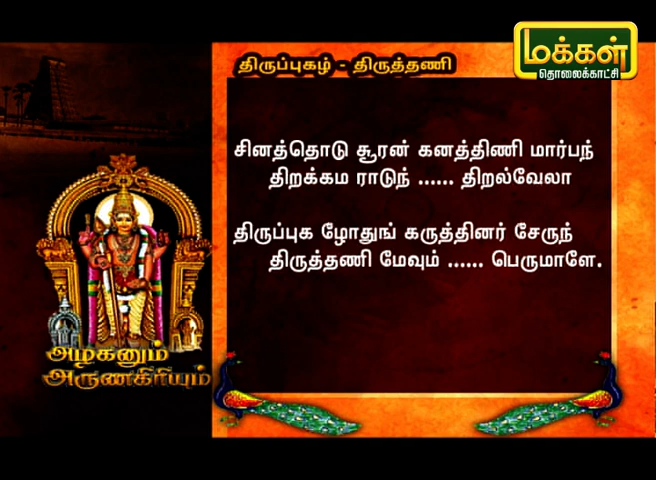 மக்கள்
தொலைக்காட்சி
திருப்புகழ் - திருத்தணி
சினத்தொடு சூரன் கனத்திணி மார்பந்
திறக்கம ராடுந் ...... திறல்வேலா
திருப்புக ழோதுங் கருத்தினர் சேருந்
திருத்தணி மேவும் ...... பெருமாளே.
அழகனும்
அருணகிரியும்